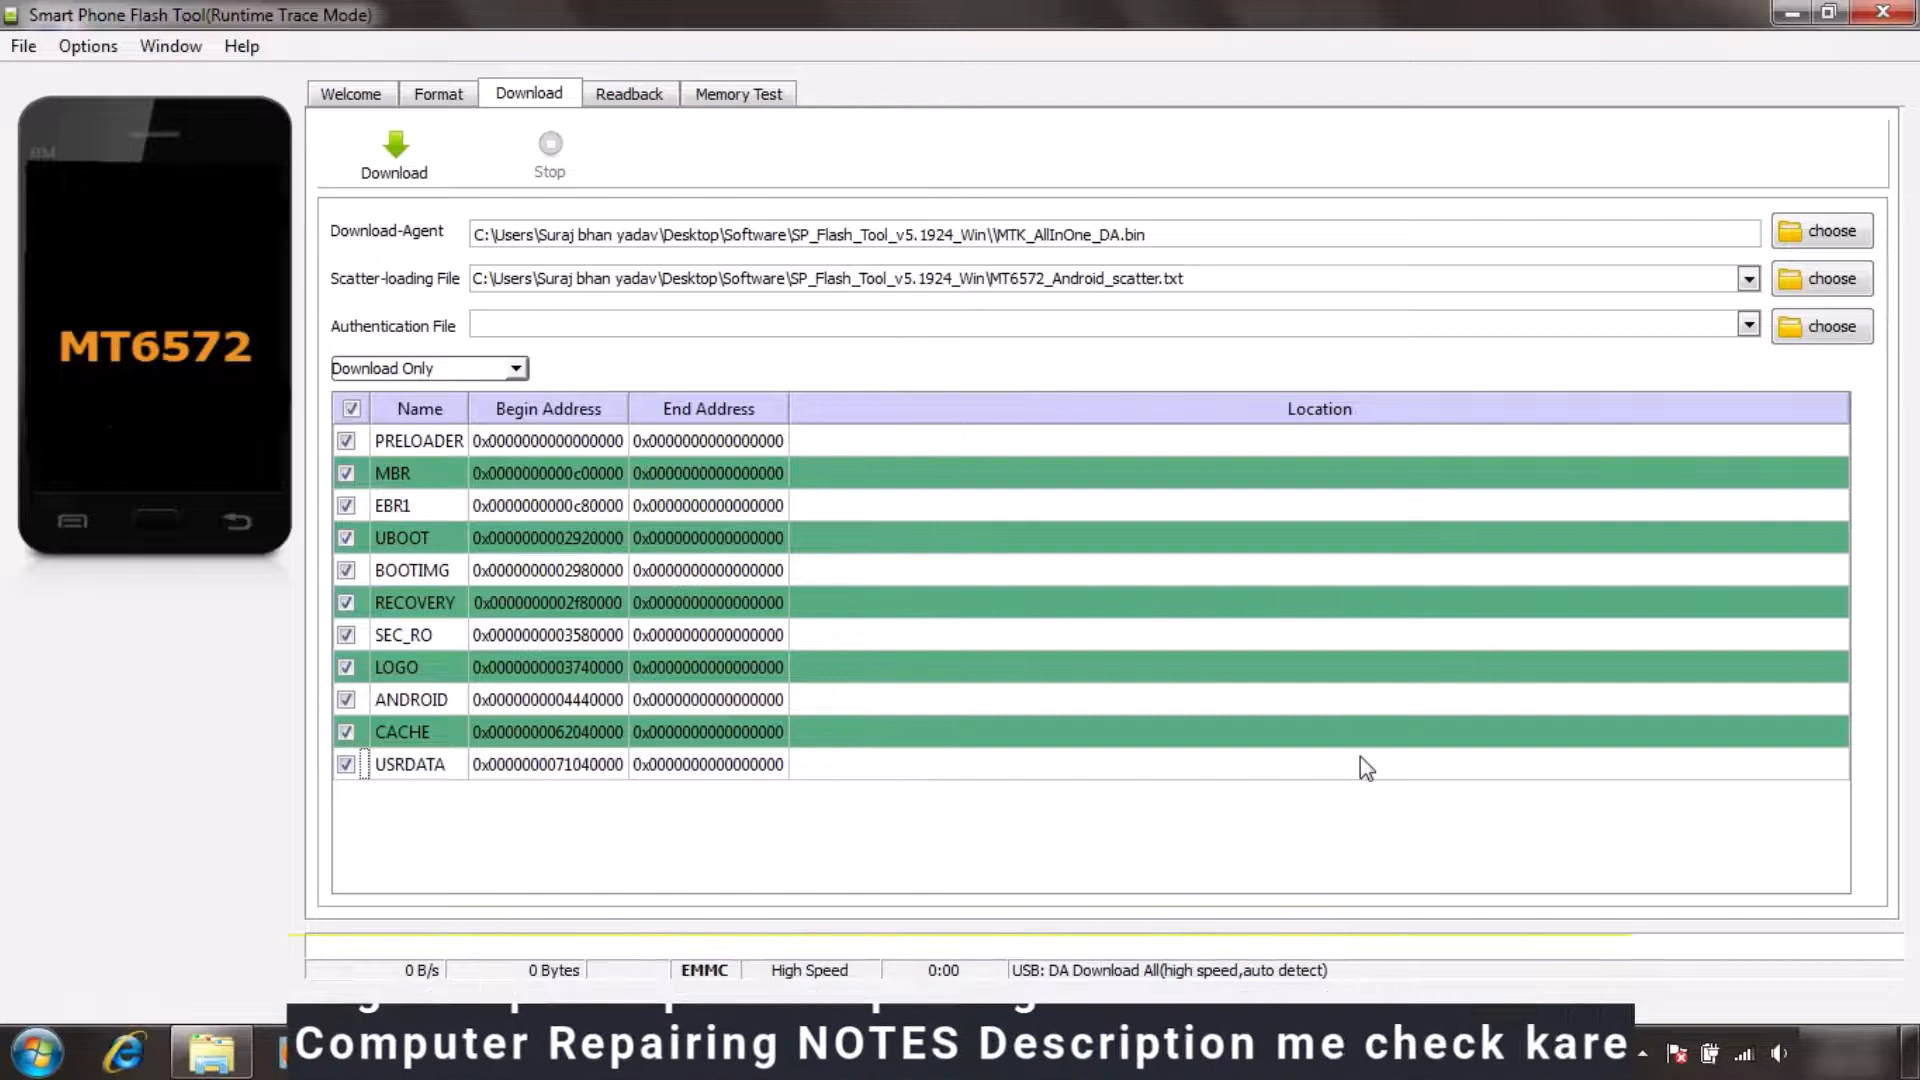 Smart Phone Flash Tool(Runtime Trace Mode)
File Options Window Help
Welcome Format Download Readback Memory Test
Download Stop
Download-Agent C:\Users\Suraj bhan yadav\Desktop\Software\SP_Flash_Tool_v5.1924_Win\\MTK_AllInOne_DA.bin choose
Scatter-loading File C:\Users\Suraj bhan yadav\Desktop\Software\SP_Flash_Tool_v5.1924_Win\MT6572_Android_scatter.txt choose
Authentication File choose
MT6572
Download Only
Name Begin Address End Address Location
PRELOADER 0x0000000000000000 0x0000000000000000
MBR 0x0000000000c00000 0x0000000000000000
EBR1 0x0000000000c80000 0x0000000000000000
UBOOT 0x0000000002920000 0x0000000000000000
BOOTIMG 0x0000000002980000 0x0000000000000000
RECOVERY 0x0000000002f80000 0x0000000000000000
SEC_RO 0x0000000003580000 0x0000000000000000
LOGO 0x0000000003740000 0x0000000000000000
ANDROID 0x0000000004440000 0x0000000000000000
CACHE 0x0000000062040000 0x0000000000000000
USRDATA 0x0000000071040000 0x0000000000000000
0 B/s 0 Bytes EMMC High Speed 0:00 USB: DA Download All(high speed,auto detect)
Computer Repairing NOTES Description me check kare